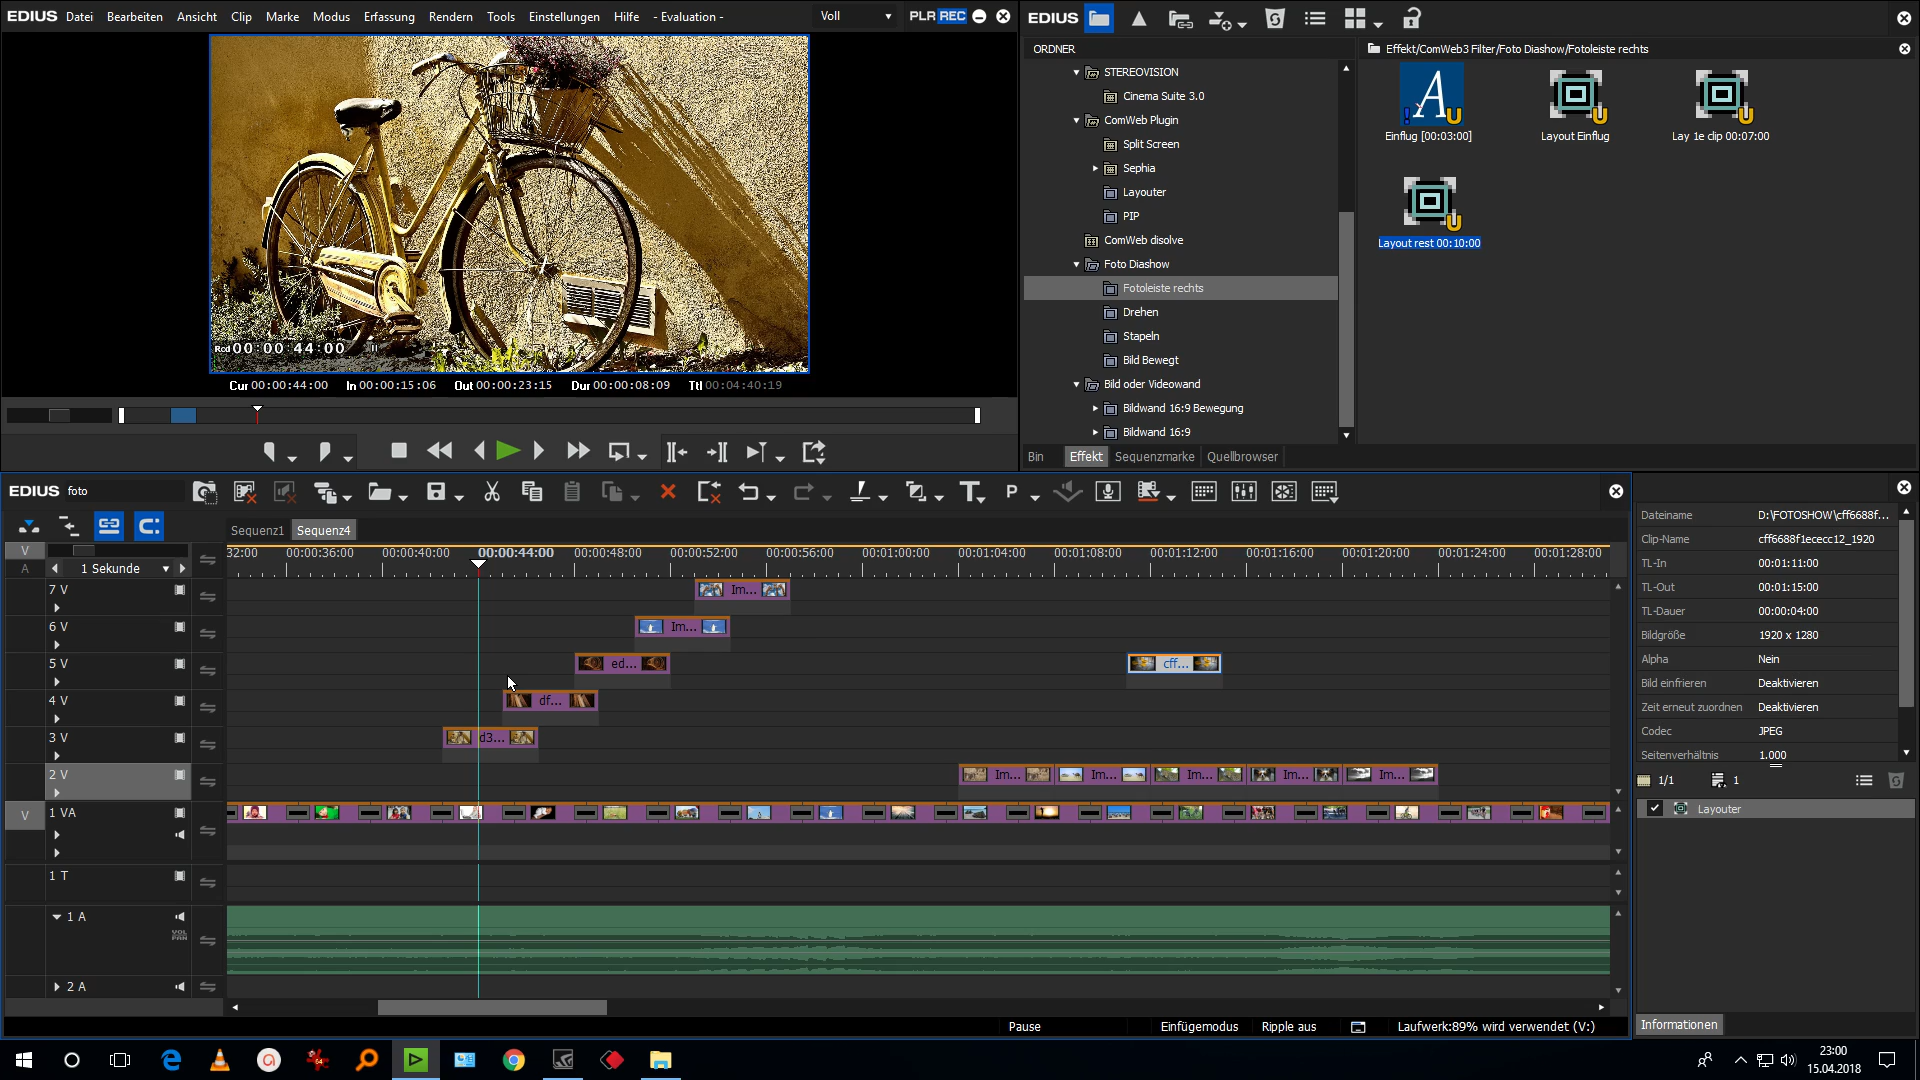 EDIUS Datei Bearbeiten Ansicht Clip Marke Modus Erfassung Rendern Tools Einstellungen Hilfe - Evaluation - Voll PLR REC
Rcd 00:00:44:00
Cur 00:00:44:00 In 00:00:15:06 Out 00:00:23:15 Dur 00:00:08:09 Ttl 00:04:40:19
EDIUS
ORDNER
STEREOVISION
Cinema Suite 3.0
ComWeb Plugin
Split Screen
Sephia
Layouter
PIP
ComWeb disolve
Foto Diashow
Fotoleiste rechts
Drehen
Stapeln
Bild Bewegt
Bild oder Videowand
Bildwand 16:9 Bewegung
Bildwand 16:9
Bin Effekt Sequenzmarke Quellbrowser
Effekt/ComWeb3 Filter/Foto Diashow/Fotoleiste rechts
Einflug [00:03:00] Layout Einflug Lay 1e clip 00:07:00
Layout rest 00:10:00
EDIUS foto
Sequenz1 Sequenz4
V
A
1 Sekunde
32:00 00:00:36:00 00:00:40:00 00:00:44:00 00:00:48:00 00:00:52:00 00:00:56:00 00:01:00:00 00:01:04:00 00:01:08:00 00:01:12:00 00:01:16:00 00:01:20:00 00:01:24:00 00:01:28:00
7 V Im...
6 V Im...
5 V ed... cff...
4 V df...
3 V d3...
2 V Im... Im... Im... Im... Im...
V 1 VA
1 T
1 A
VOL
PAN
2 A
Pause Einfügemodus Ripple aus Laufwerk:89% wird verwendet (V:)
Dateiname D:\FOTOSHOW\cff6688f...
Clip-Name cff6688f1ececc12_1920
TL-In 00:01:11:00
TL-Out 00:01:15:00
TL-Dauer 00:00:04:00
Bildgröße 1920 x 1280
Alpha Nein
Bild einfrieren Deaktivieren
Zeit erneut zuordnen Deaktivieren
Codec JPEG
Seitenverhältnis 1.000
1/1 1
Layouter
Informationen
23:00
15.04.2018